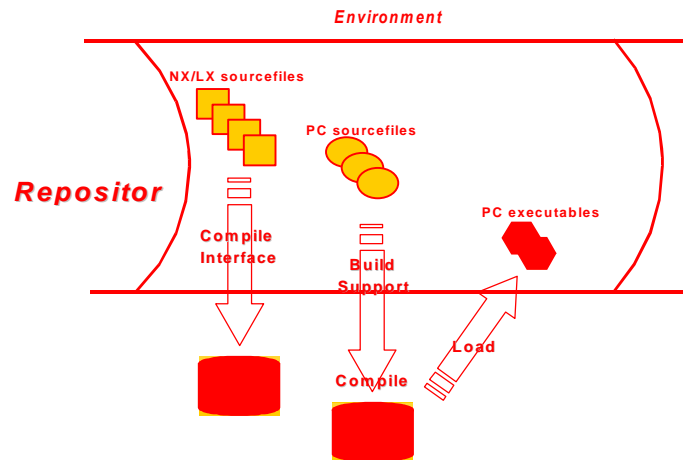 Environment
NX/LX sourcefiles
PC sourcefiles
Repositor
PC executables
Compile
Interface
Build
Support
Load
Compile